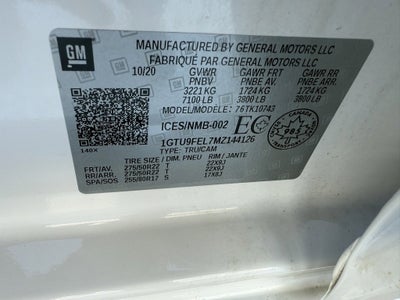 GM
MANUFACTURED BY GENERAL MOTORS LLC
FABRIQUÉ PAR GENERAL MOTORS LLC
10/20 GVWR GAWR FRT GAWR RR
PNBV PNBE AV PNBE ARR
3221 KG 1724 KG 1724 KG
7100 LB 3800 LB 3800 LB
MODEL/MODELE: 76TK10743
ICES/NMB-002 EC
1GTU9FEL7MZ144126
140X TRU/CAM
TIRE SIZE / DIM. PNEU RIM / JANTE
FRT/AV. 275/50R22 T 22X9J
RR/ARR. 275/50R22 T 22X9J
SPA/SOS 255/80R17 S 17X8J